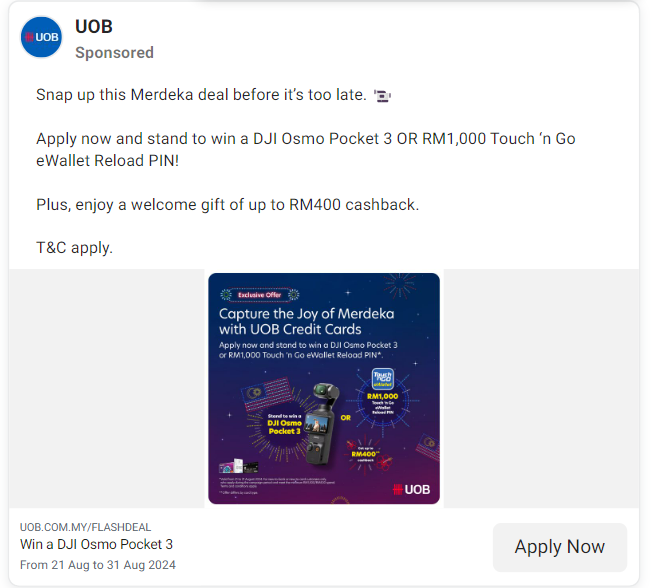 UOB
UOB
Sponsored
Snap up this Merdeka deal before it's too late.
Apply now and stand to win a DJI Osmo Pocket 3 OR RM1,000 Touch 'n Go
eWallet Reload PIN!
Plus, enjoy a welcome gift of up to RM400 cashback.
T&C apply.
Exclusive Offer
Capture the Joy of Merdeka
with UOB Credit Cards
Apply now and stand to win a DJI Osmo Pocket 3
or RM1,000 Touch 'n Go eWallet Reload PIN*.
Touch
'n GO
eWallet
RM1,000
Touch 'n Go
eWallet
Reload PIN
Stand to win a
DJI Osmo
Pocket 3
OR
Get up to
RM400**
cashback
UOB
UOB.COM.MY/FLASHDEAL
Win a DJI Osmo Pocket 3
From 21 Aug to 31 Aug 2024
Apply Now